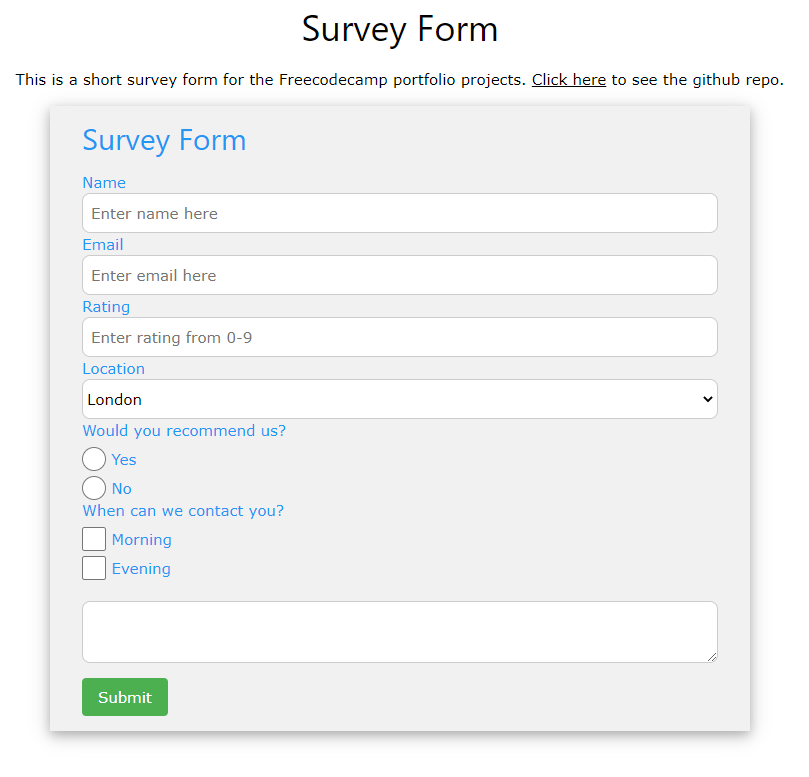 Survey Form
This is a short survey form for the Freecodecamp portfolio projects. Click here to see the github repo.
Survey Form
Name
Enter name here
Email
Enter email here
Rating
Enter rating from 0-9
Location
London
Would you recommend us?
Yes
No
When can we contact you?
Morning
Evening
Submit